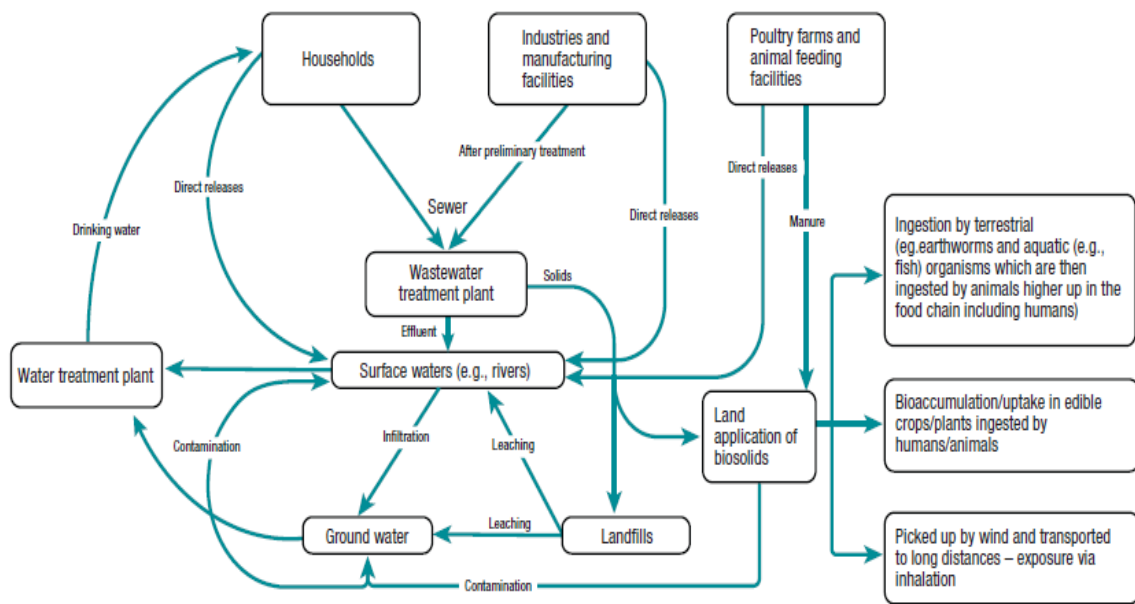 Households
Industries and
manufacturing
facilities
Poultry farms and
animal feeding
facilities
After preliminary treatment
Direct releases
Direct releases
Sewer
Direct releases
Drinking water
Manure
Ingestion by terrestrial
(eg.earthworms and aquatic (e.g.,
fish) organisms which are then
ingested by animals higher up in the
food chain including humans)
Wastewater
treatment plant
Solids
Effluent
Water treatment plant
Surface waters (e.g., rivers)
Land
application of
biosolids
Bioaccumulation/uptake in edible
crops/plants ingested by
humans/animals
Contamination
Infiltration
Leaching
Leaching
Ground water
Landfills
Picked up by wind and transported
to long distances – exposure via
inhalation
Contamination